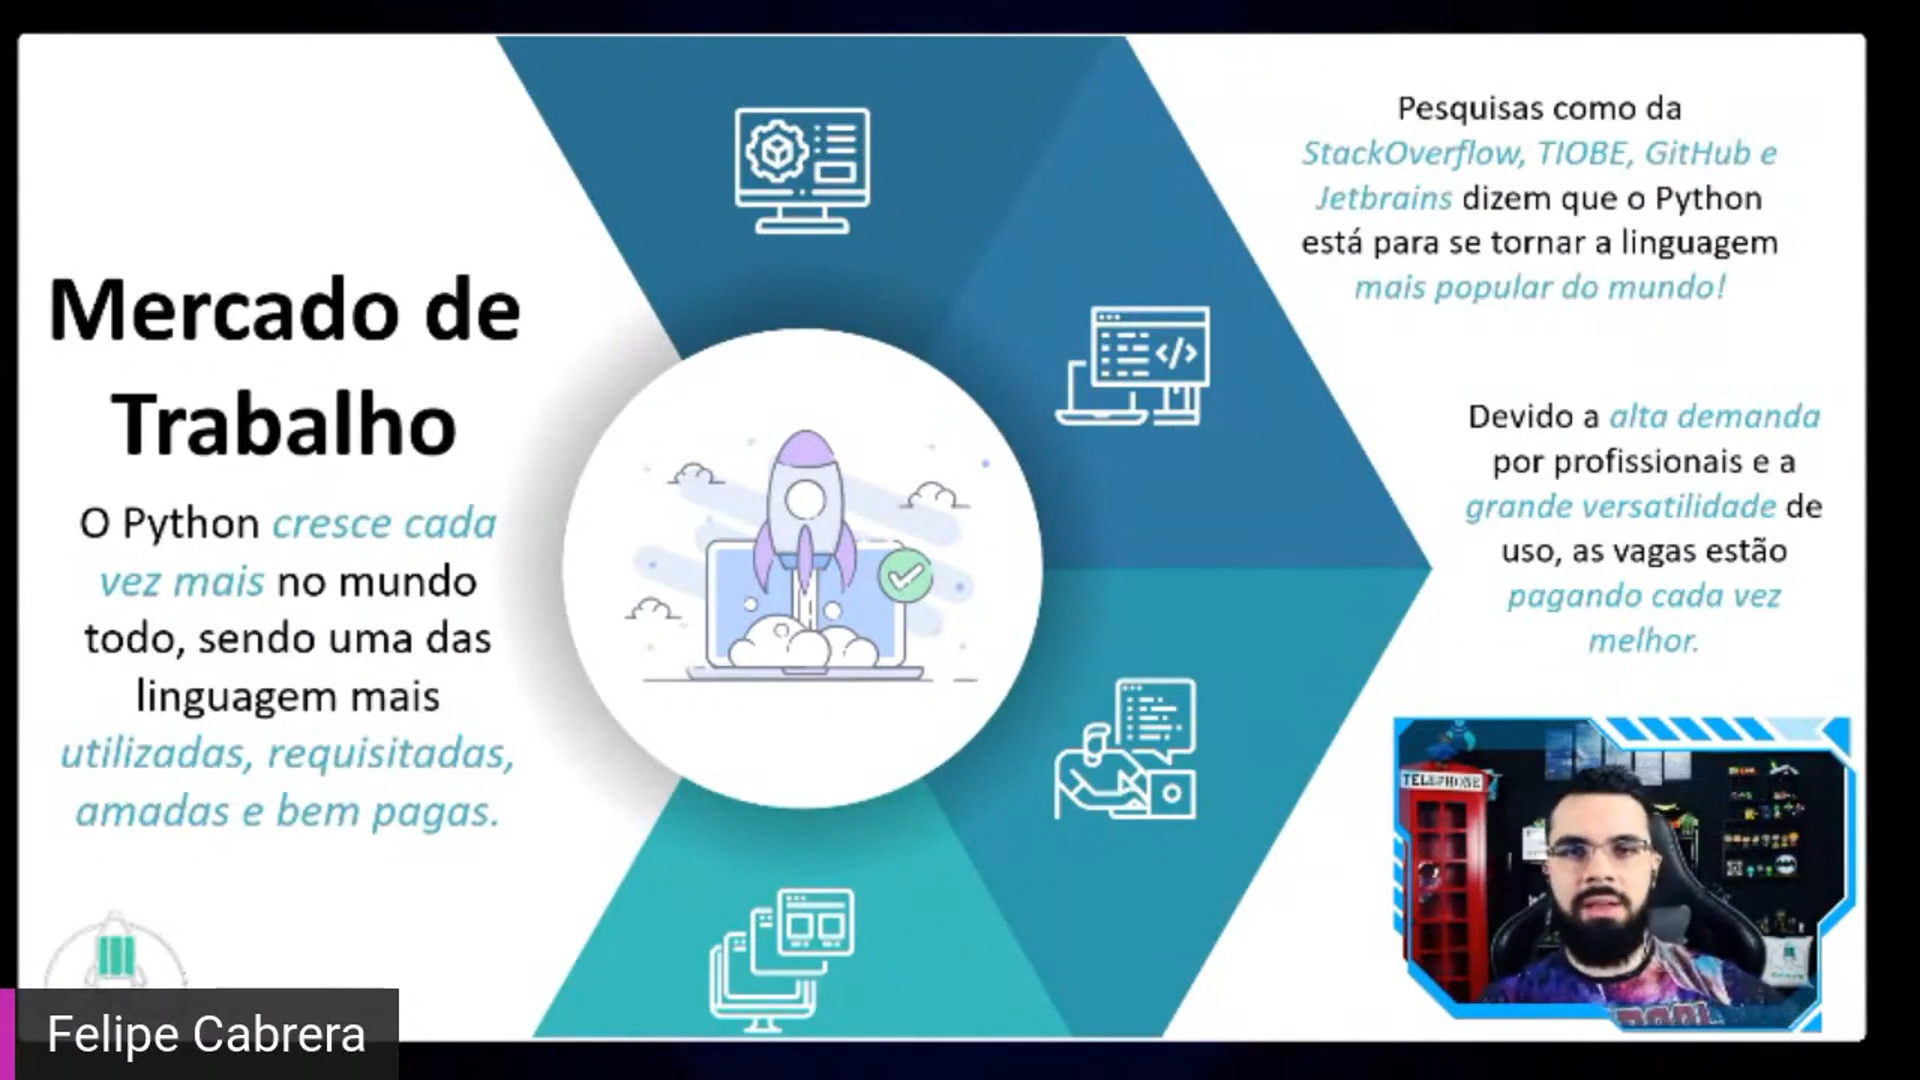 Mercado de
Trabalho
O Python cresce cada
vez mais no mundo
todo, sendo uma das
linguagem mais
utilizadas, requisitadas,
amadas e bem pagas.
Pesquisas como da
StackOverflow, TIOBE, GitHub e
Jetbrains dizem que o Python
está para se tornar a linguagem
mais popular do mundo!
Devido a alta demanda
por profissionais e a
grande versatilidade de
uso, as vagas estão
pagando cada vez
melhor.
TELEPHONE
Felipe Cabrera